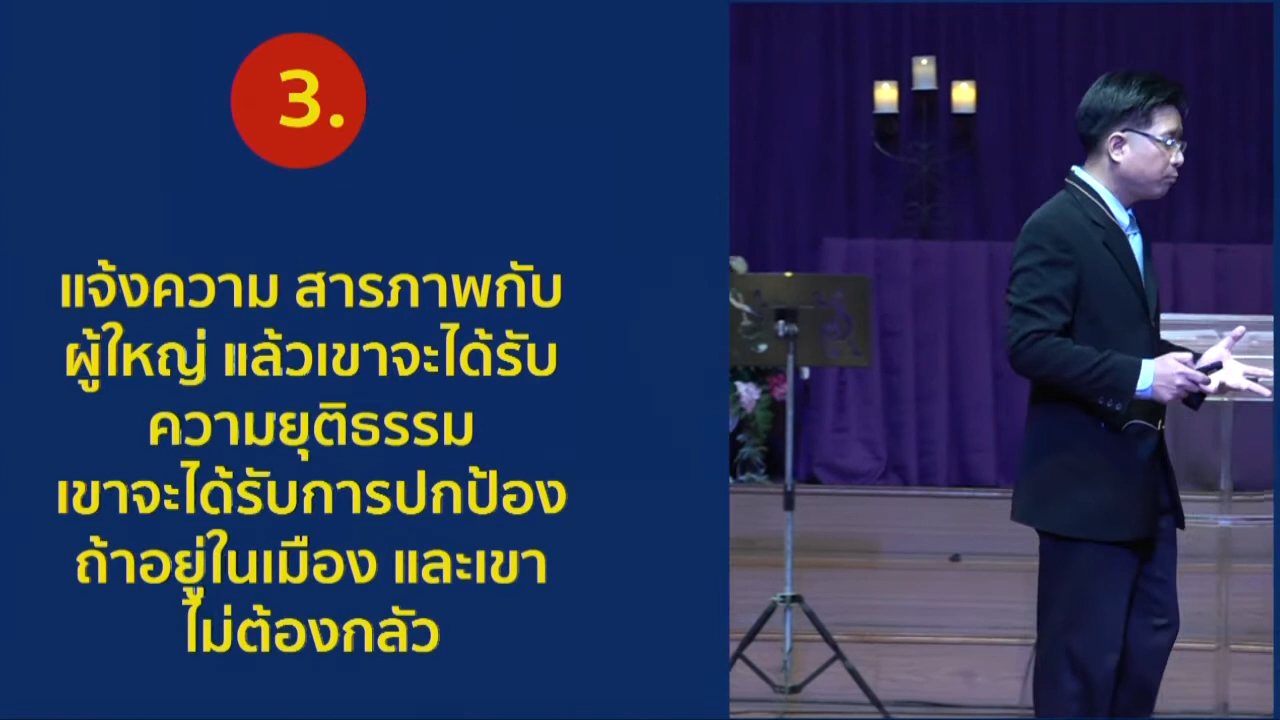 3.
แจ้งความ สารภาพกับ
ผู้ใหญ่ แล้วเขาจะได้รับ
ความยุติธรรม
เขาจะได้รับการปกป้อง
ถ้าอยู่ในเมือง และเขา
ไม่ต้องกลัว